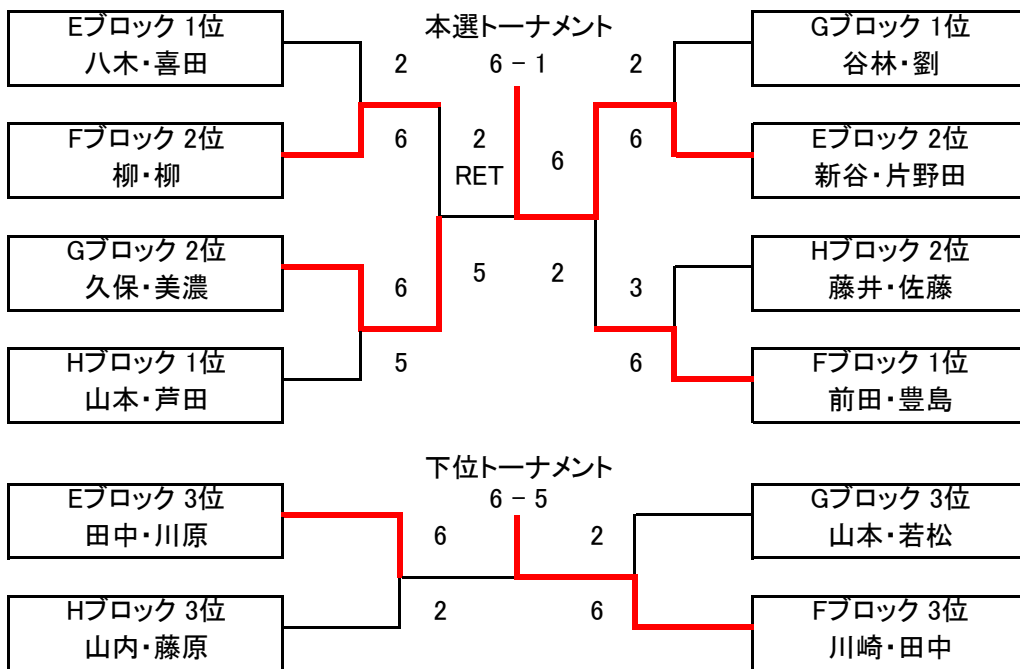 本選トーナメント
6 - 1
Eブロック 1位
八木・喜田
2
Fブロック 2位
柳・柳
6
2
RET
Gブロック 2位
久保・美濃
6
5
Hブロック 1位
山本・芦田
5
Gブロック 1位
谷林・劉
2
Eブロック 2位
新谷・片野田
6
6
Hブロック 2位
藤井・佐藤
3
2
Fブロック 1位
前田・豊島
6
下位トーナメント
6 - 5
Eブロック 3位
田中・川原
6
Hブロック 3位
山内・藤原
2
Gブロック 3位
山本・若松
2
Fブロック 3位
川崎・田中
6